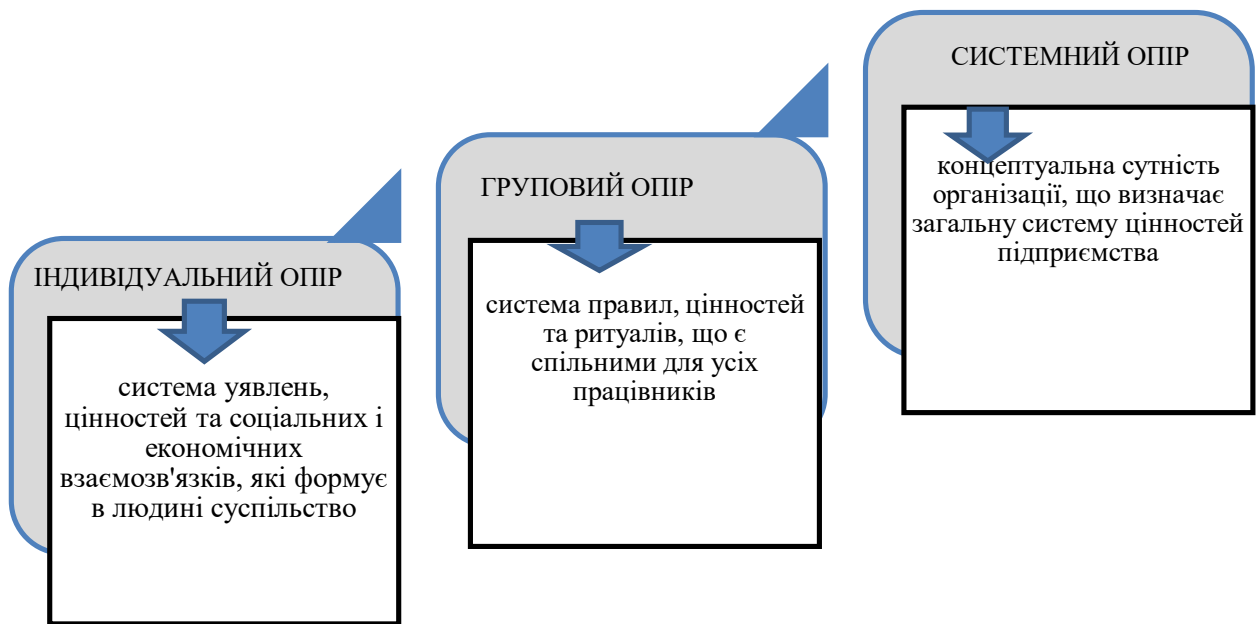 ІНДИВІДУАЛЬНИЙ ОПІР
система уявлень,
цінностей та соціальних і
економічних
взаємозв'язків, які формує
в людині суспільство
ГРУПОВИЙ ОПІР
система правил, цінностей
та ритуалів, що є
спільними для усіх
працівників
СИСТЕМНИЙ ОПІР
концептуальна сутність
організації, що визначає
загальну систему цінностей
підприємства